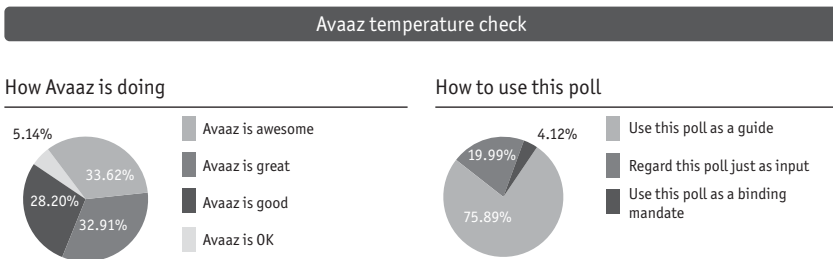 Avaaz temperature check
How Avaaz is doing
5.14%
33.62%
28.20%
32.91%
Avaaz is awesome
Avaaz is great
Avaaz is good
Avaaz is OK
How to use this poll
4.12%
19.99%
75.89%
Use this poll as a guide
Regard this poll just as input
Use this poll as a binding
mandate